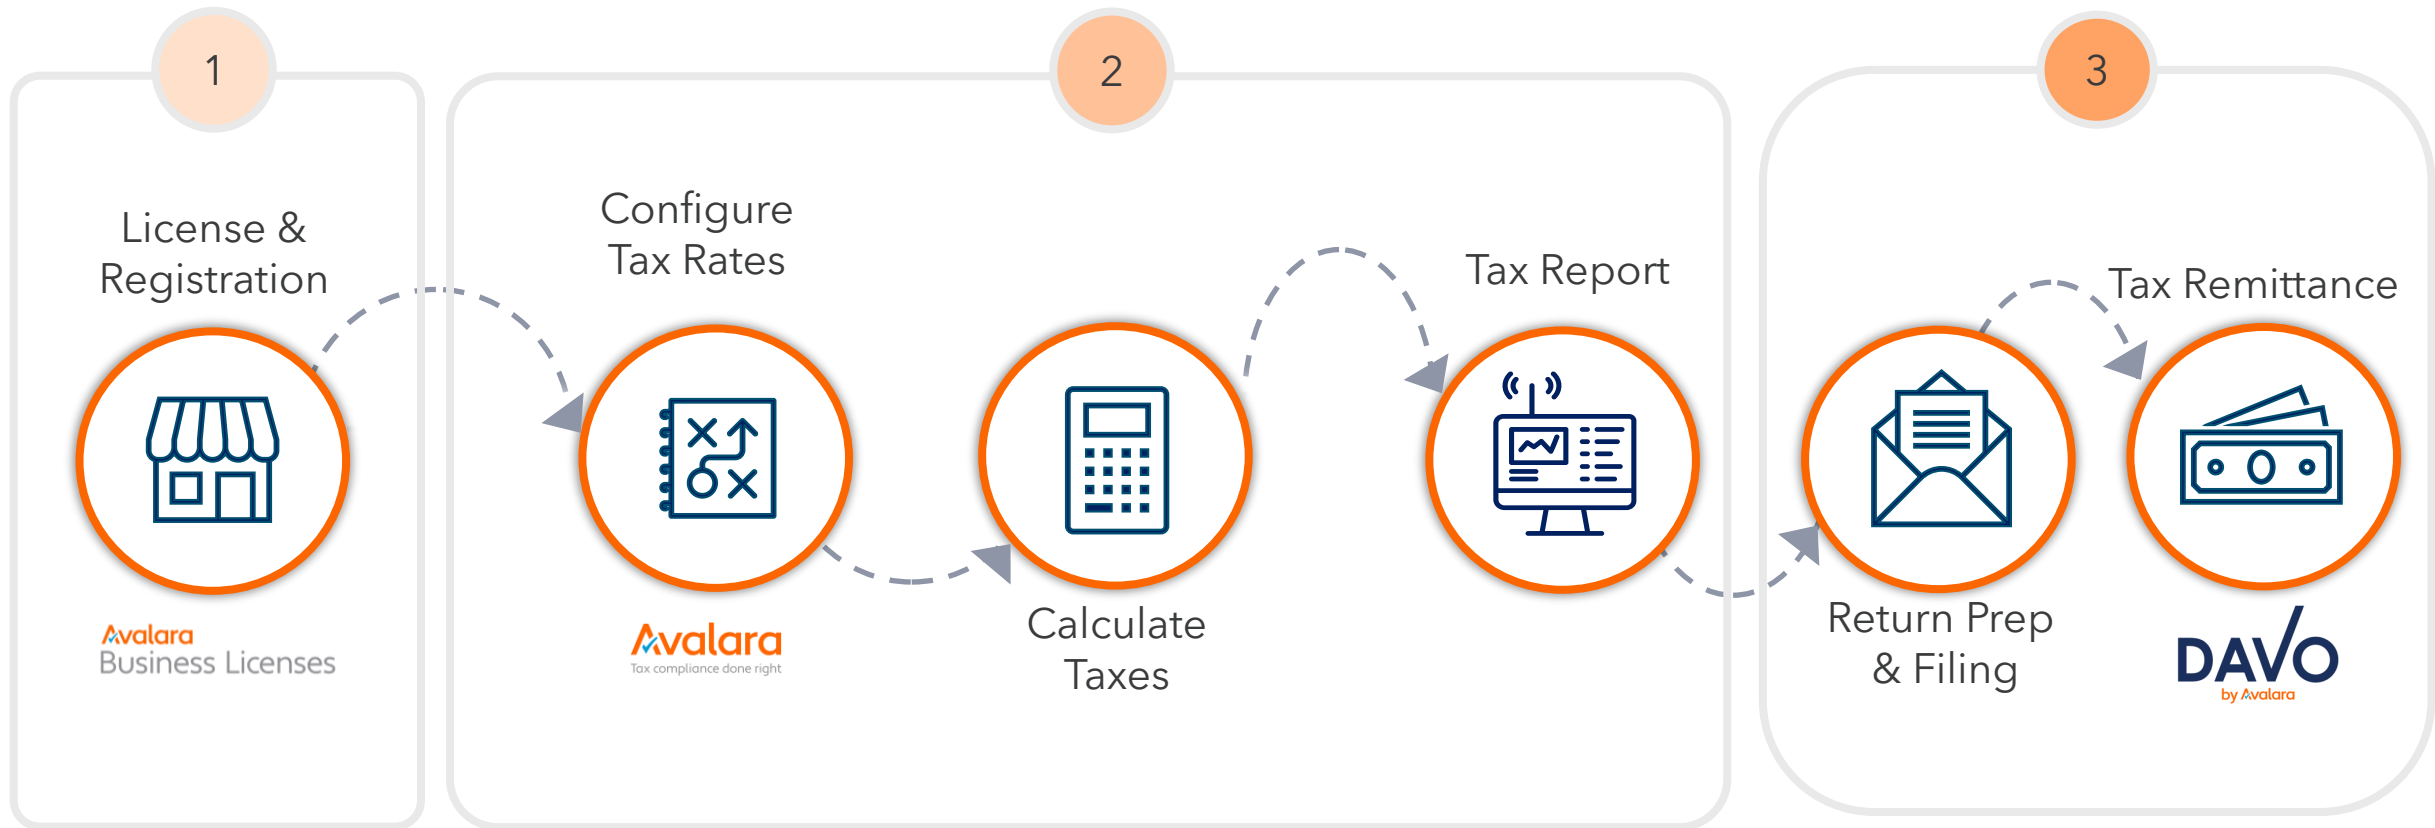 1
License &
Registration
Avalara
Business Licenses
2
Configure
Tax Rates
Avalara
Tax compliance done right
Calculate
Taxes
Tax Report
3
Return Prep
& Filing
Tax Remittance
DAVO
by Avalara